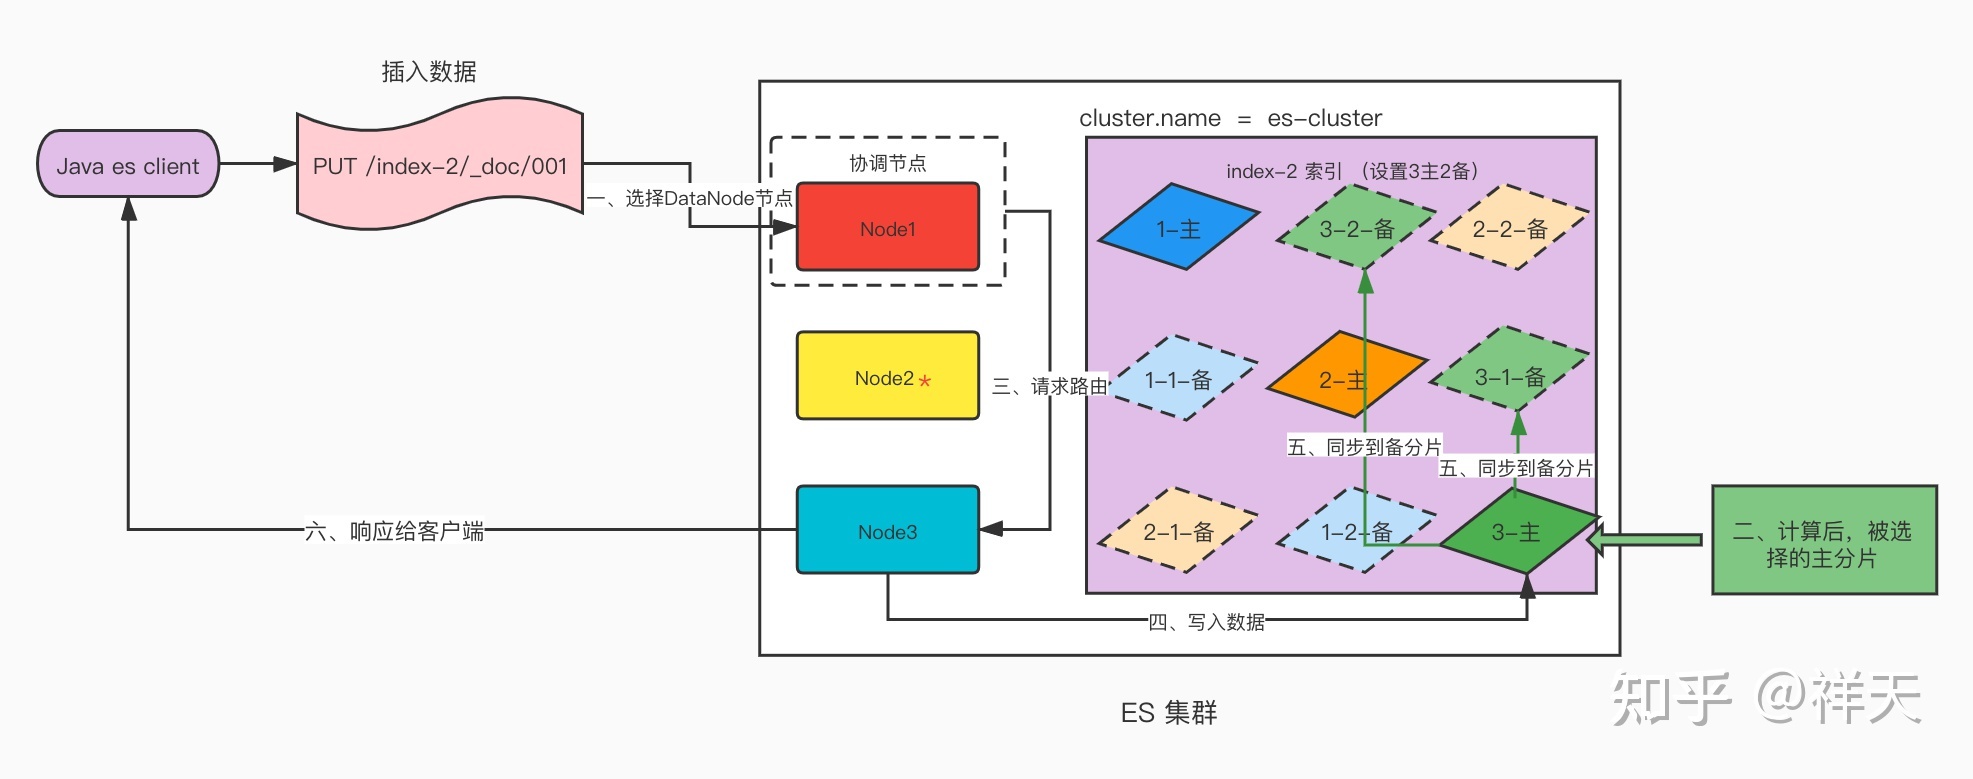 插入数据
Java es client
PUT /index-2/_doc/001
一、选择DataNode节点
cluster.name = es-cluster
协调节点
Node1
Node2*
Node3
三、请求路由
index-2 索引 （设置3主2备）
1-主
3-2-备
2-2-备
1-1-备
2-主
3-1-备
五、同步到备分片
五、同步到备分片
2-1-备
1-2-备
3-主
二、计算后，被选
择的主分片
六、响应给客户端
四、写入数据
ES 集群
知乎 @祥天